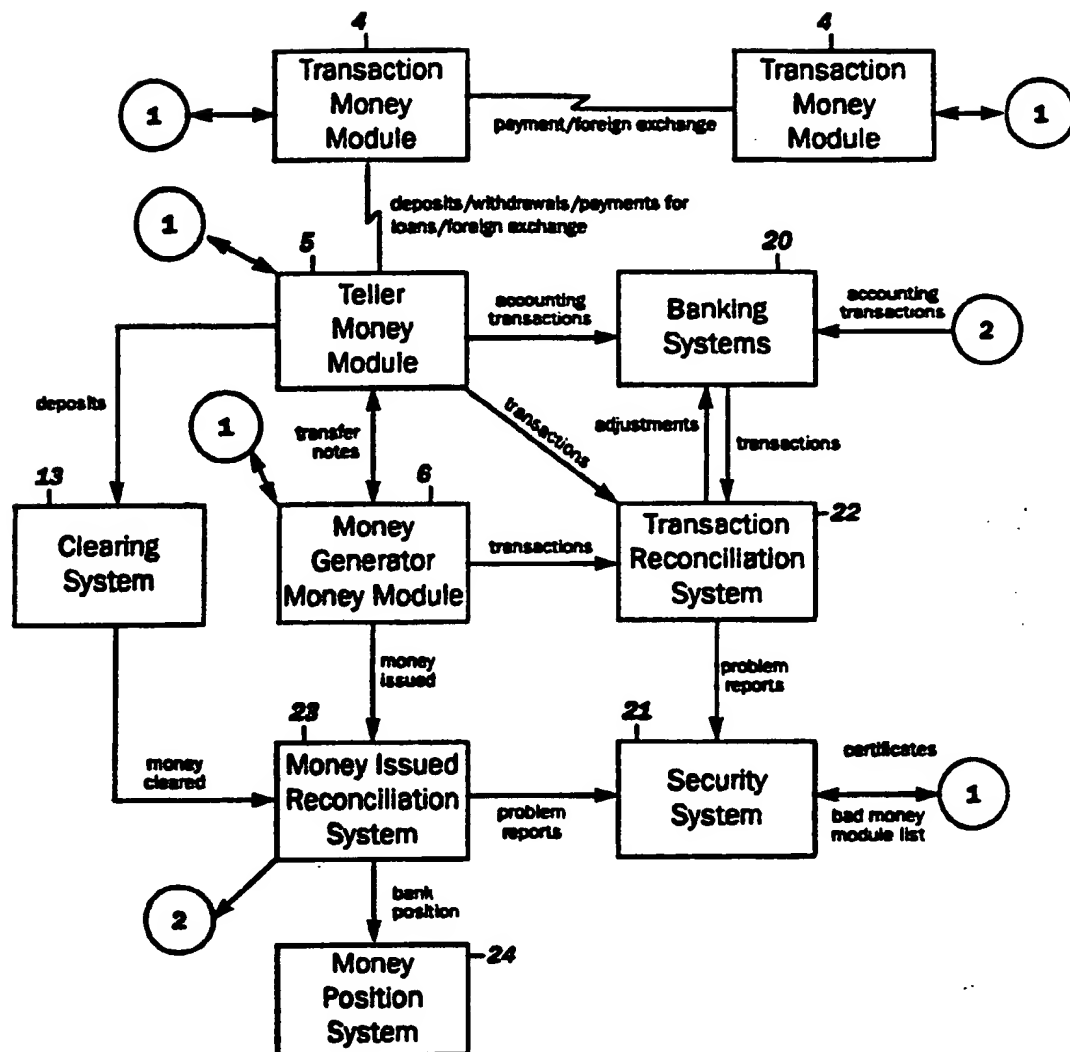 4
4
Transaction
Money
Module
Transaction
Money
Module
1
1
payment/foreign exchange
deposits/withdrawals/payments for
loans/foreign exchange
1
5
20
Teller
Money
Module
accounting
transactions
Banking
Systems
accounting
transactions
2
deposits
1
transfer
notes
transactions
adjustments
transactions
13
6
22
Clearing
System
Money
Generator
Money Module
transactions
Transaction
Reconciliation
System
money
issued
problem
reports
23
21
money
cleared
Money Issued
Reconciliation
System
problem
reports
Security
System
certificates
1
bad money
module list
2
bank
position
24
Money
Position
System